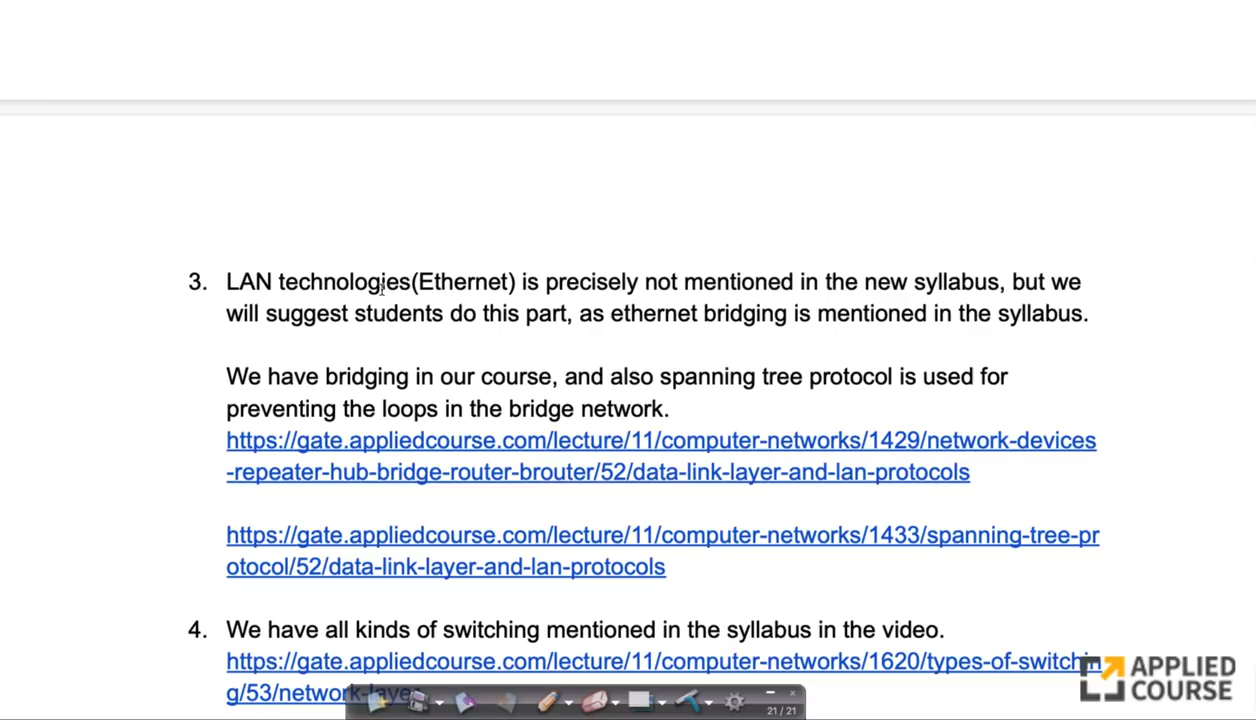 3. LAN technologies(Ethernet) is precisely not mentioned in the new syllabus, but we
will suggest students do this part, as ethernet bridging is mentioned in the syllabus.
We have bridging in our course, and also spanning tree protocol is used for
preventing the loops in the bridge network.
https://gate.appliedcourse.com/lecture/11/computer-networks/1429/network-devices
-repeater-hub-bridge-router-brouter/52/data-link-layer-and-lan-protocols
https://gate.appliedcourse.com/lecture/11/computer-networks/1433/spanning-tree-pr
otocol/52/data-link-layer-and-lan-protocols
4. We have all kinds of switching mentioned in the syllabus in the video.
https://gate.appliedcourse.com/lecture/11/computer-networks/1620/types-of-switchin
g/53/network-layer
21 / 21
APPLIED
COURSE